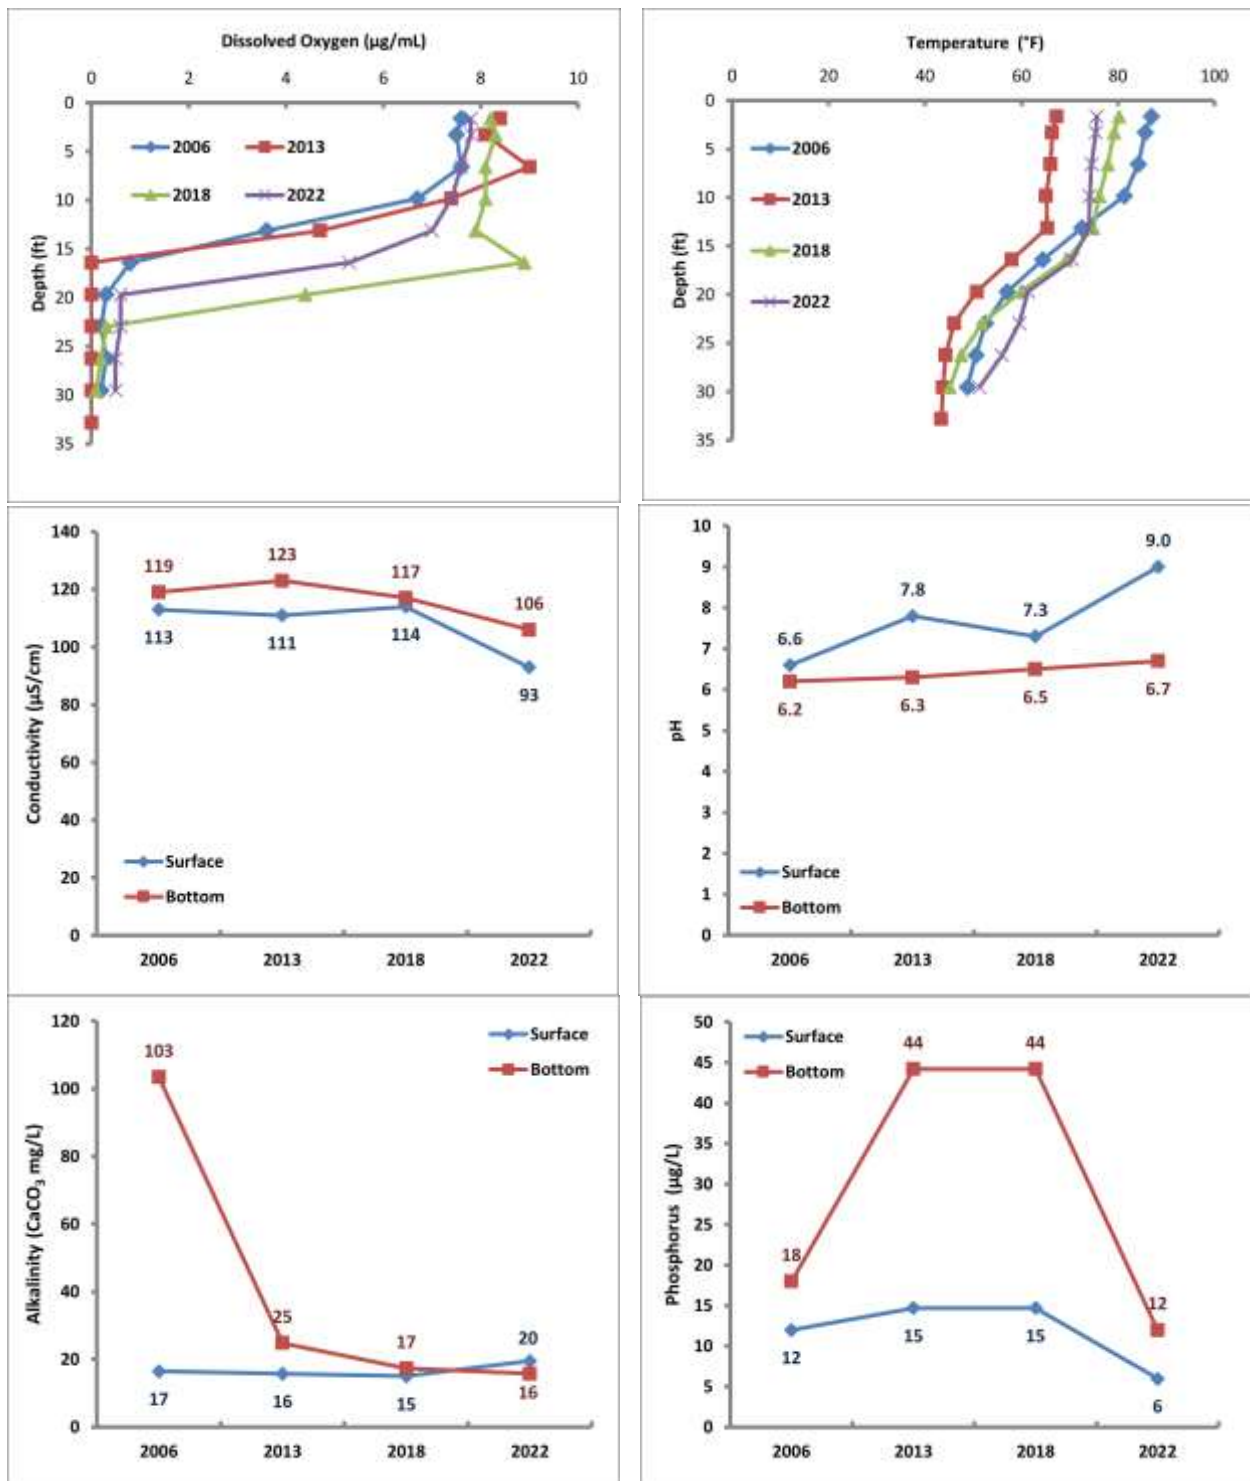 Dissolved Oxygen (µg/mL)
0 2 4 6 8 10
0
5
10
15
20
25
30
35
Depth (ft)
2006 2013
2018 2022
Temperature (°F)
0 20 40 60 80 100
0
5
10
15
20
25
30
35
Depth (ft)
2006
2013
2018
2022
140
120
100
80
60
40
20
0
Conductivity (µS/cm)
119 123 117 106
113 111 114 93
Surface
Bottom
2006 2013 2018 2022
10
9
8
7
6
5
4
3
2
1
0
pH
6.6 7.8 7.3 9.0
6.2 6.3 6.5 6.7
Surface
Bottom
2006 2013 2018 2022
120
100
80
60
40
20
0
Alkalinity (CaCO₃ mg/L)
Surface
Bottom
103 25 17 20
17 16 15 16
2006 2013 2018 2022
50
45
40
35
30
25
20
15
10
5
0
Phosphorus (µg/L)
Surface
Bottom
18 44 44 12
12 15 15 6
2006 2013 2018 2022